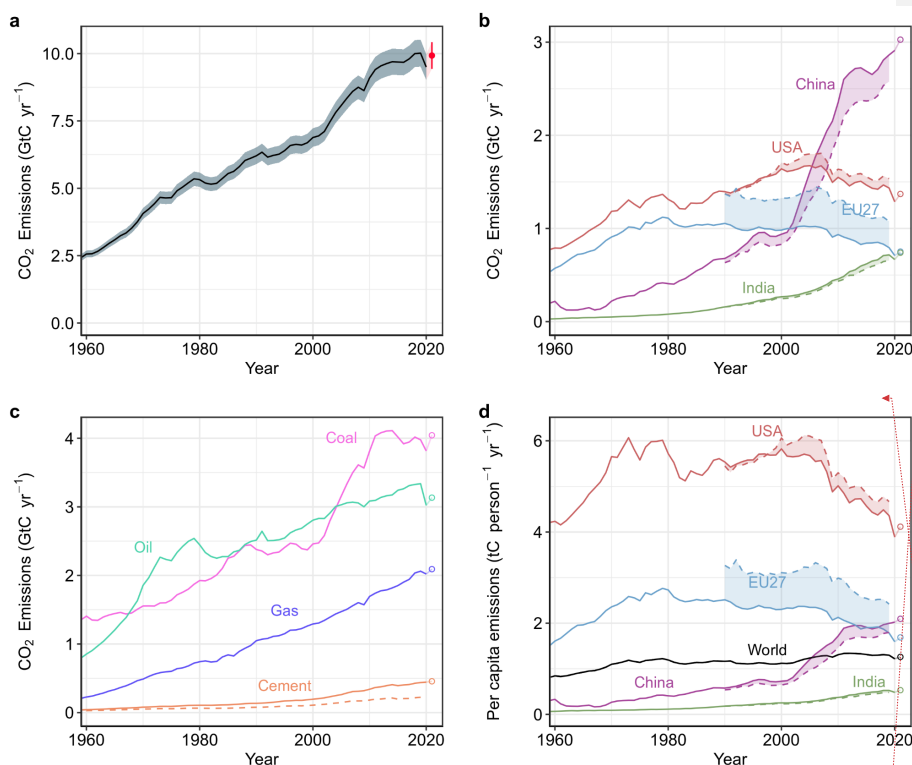 a
CO2 Emissions (GtC yr−1)
10.0
7.5
5.0
2.5
0.0
1960 1980 2000 2020
Year
b
CO2 Emissions (GtC yr−1)
3
2
1
0
China
USA
EU27
India
1960 1980 2000 2020
Year
c
CO2 Emissions (GtC yr−1)
4
3
2
1
0
Coal
Oil
Gas
Cement
1960 1980 2000 2020
Year
d
Per capita emissions (tC person−1 yr−1)
6
4
2
0
USA
EU27
World
China
India
1960 1980 2000 2020
Year